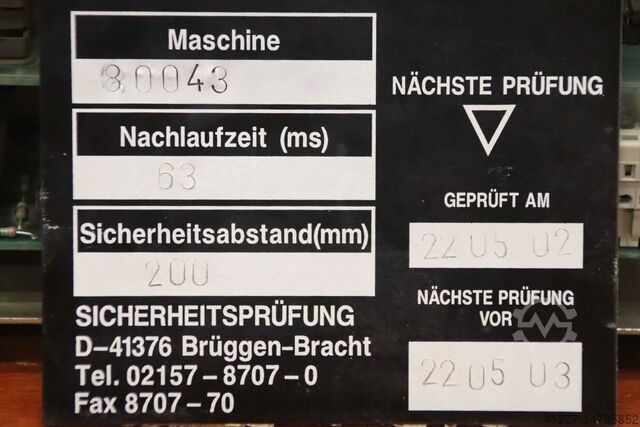 Maschine
80043
Nachlaufzeit (ms)
63
Sicherheitsabstand(mm)
200
SICHERHEITSPRÜFUNG
D-41376 Brüggen-Bracht
Tel. 02157-8707-0
Fax 8707-70
NÄCHSTE PRÜFUNG
GEPRÜFT AM
22 05 02
NÄCHSTE PRÜFUNG
VOR
22 05 03